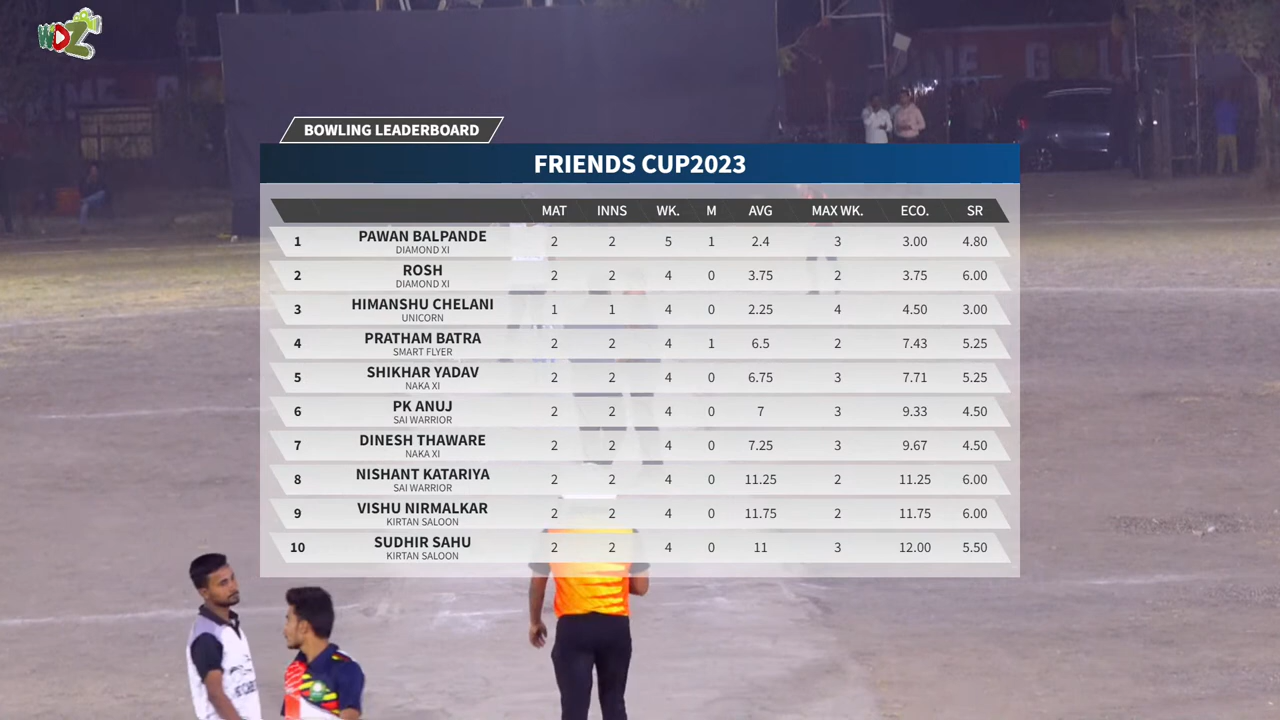 WDZ
BOWLING LEADERBOARD
FRIENDS CUP2023
MAT INNS WK. M AVG MAX WK. ECO. SR
1 PAWAN BALPANDE 2 2 5 1 2.4 3 3.00 4.80
DIAMOND XI
2 ROSH 2 2 4 0 3.75 2 3.75 6.00
DIAMOND XI
3 HIMANSHU CHELANI 1 1 4 0 2.25 4 4.50 3.00
UNICORN
4 PRATHAM BATRA 2 2 4 1 6.5 2 7.43 5.25
SMART FLYER
5 SHIKHAR YADAV 2 2 4 0 6.75 3 7.71 5.25
NAKA XI
6 PK ANUJ 2 2 4 0 7 3 9.33 4.50
SAI WARRIOR
7 DINESH THAWARE 2 2 4 0 7.25 3 9.67 4.50
NAKA XI
8 NISHANT KATARIYA 2 2 4 0 11.25 2 11.25 6.00
SAI WARRIOR
9 VISHU NIRMALKAR 2 2 4 0 11.75 2 11.75 6.00
KIRTAN SALOON
10 SUDHIR SAHU 2 2 4 0 11 3 12.00 5.50
KIRTAN SALOON